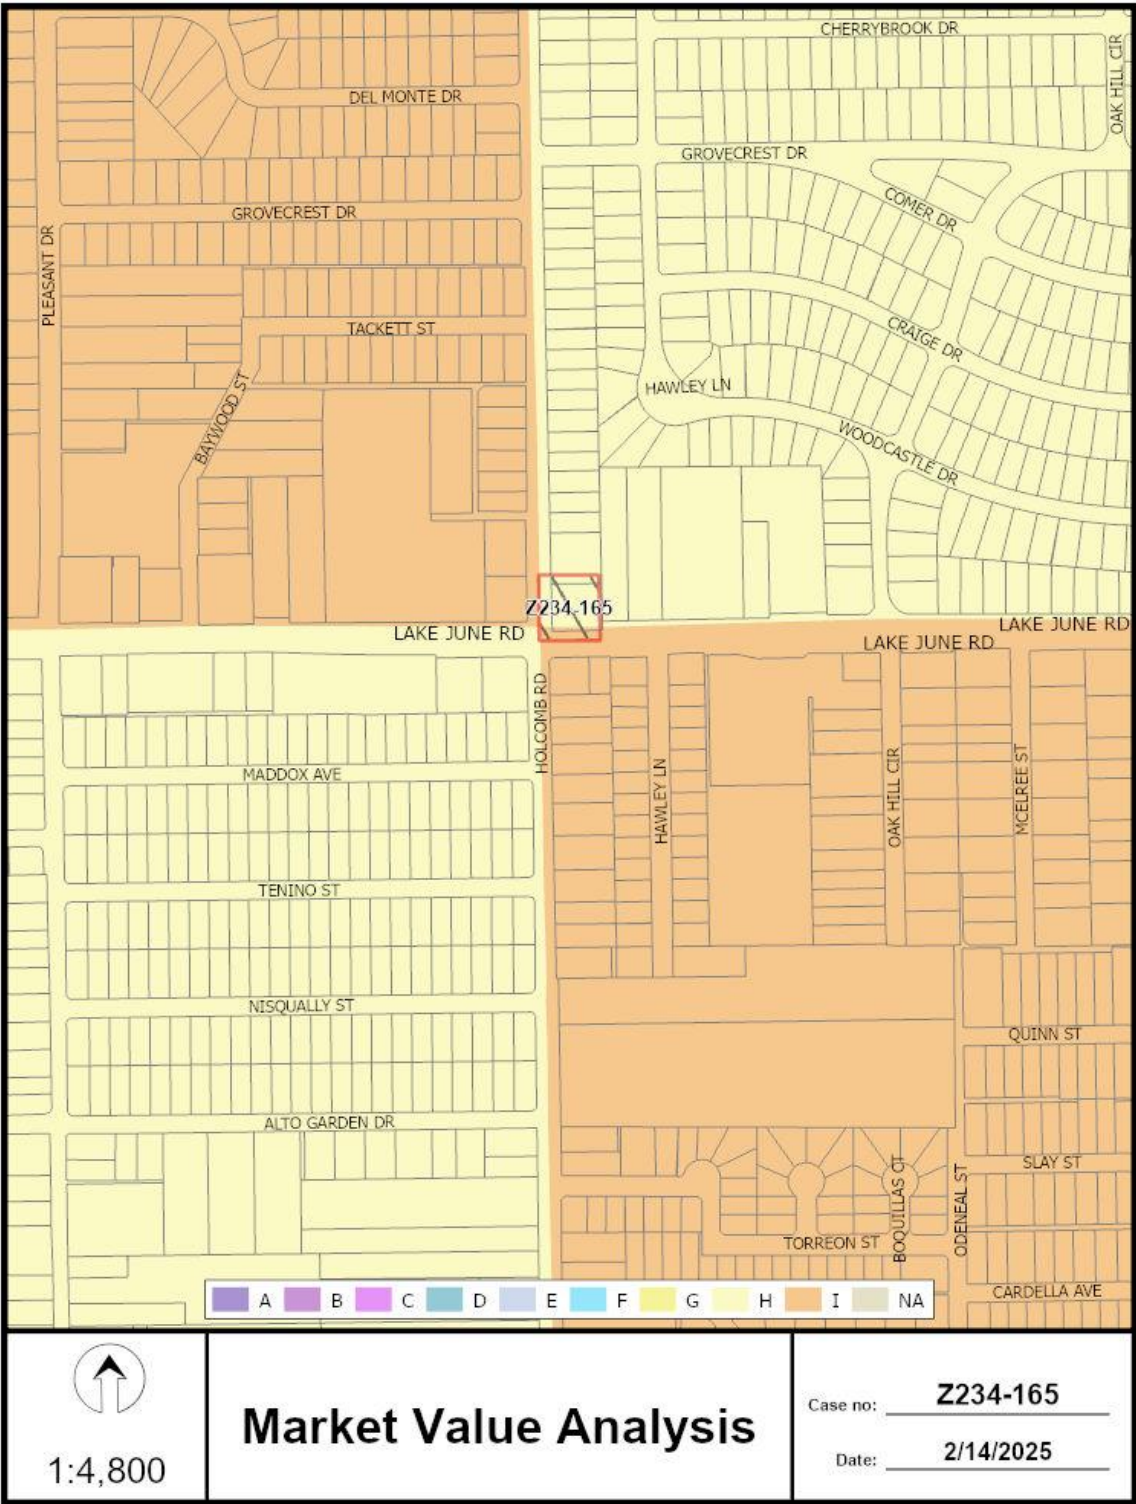 CHERRYBROOK DR
OAK HILL CIR
DEL MONTE DR
GROVECREST DR
COMER DR
GROVECREST DR
PLEASANT DR
TACKETT ST
CRAIGE DR
HAWLEY LN
BAYWOOD ST
WOODCASTLE DR
Z234-165
LAKE JUNE RD
LAKE JUNE RD
LAKE JUNE RD
HOLCOMB RD
MADDOX AVE
HAWLEY LN
OAK HILL CIR
MCELREE ST
TENINO ST
NISQUALLY ST
QUINN ST
ALTO GARDEN DR
SLAY ST
BOQUILLAS CT
ODENEAL ST
TORREON ST
CARDELLA AVE
A B C D E F G H I NA
1:4,800
Market Value Analysis
Case no: Z234-165
Date: 2/14/2025